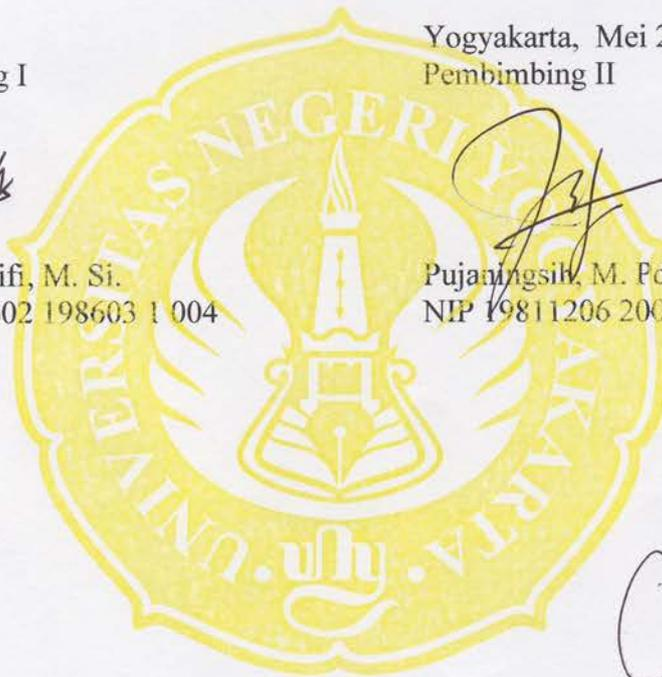 Yogyakarta, Mei 2
g I
Pembimbing II
ifi, M. Si.
Pujaningsih, M. Pd
02 198603 1 004
NIP 19811206 200
UNIVERSITAS NEGERI YOGYAKARTA
uny